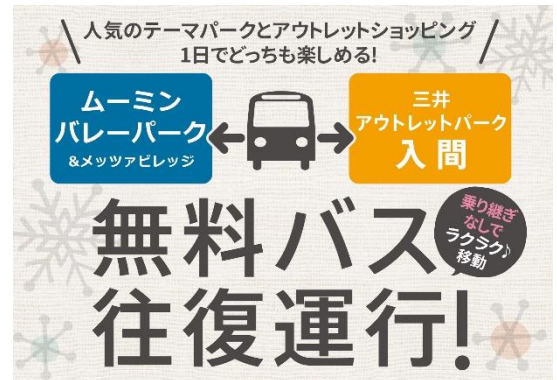 人気のテーマパークとアウトレットショッピング
1日でどっちも楽しめる!
ムーミン
バレーパーク
&メッツァビレッジ
三井
アウトレットパーク
入間
無料バス
乗り継ぎ
なしで
ラクラク♪
移動
往復運行!